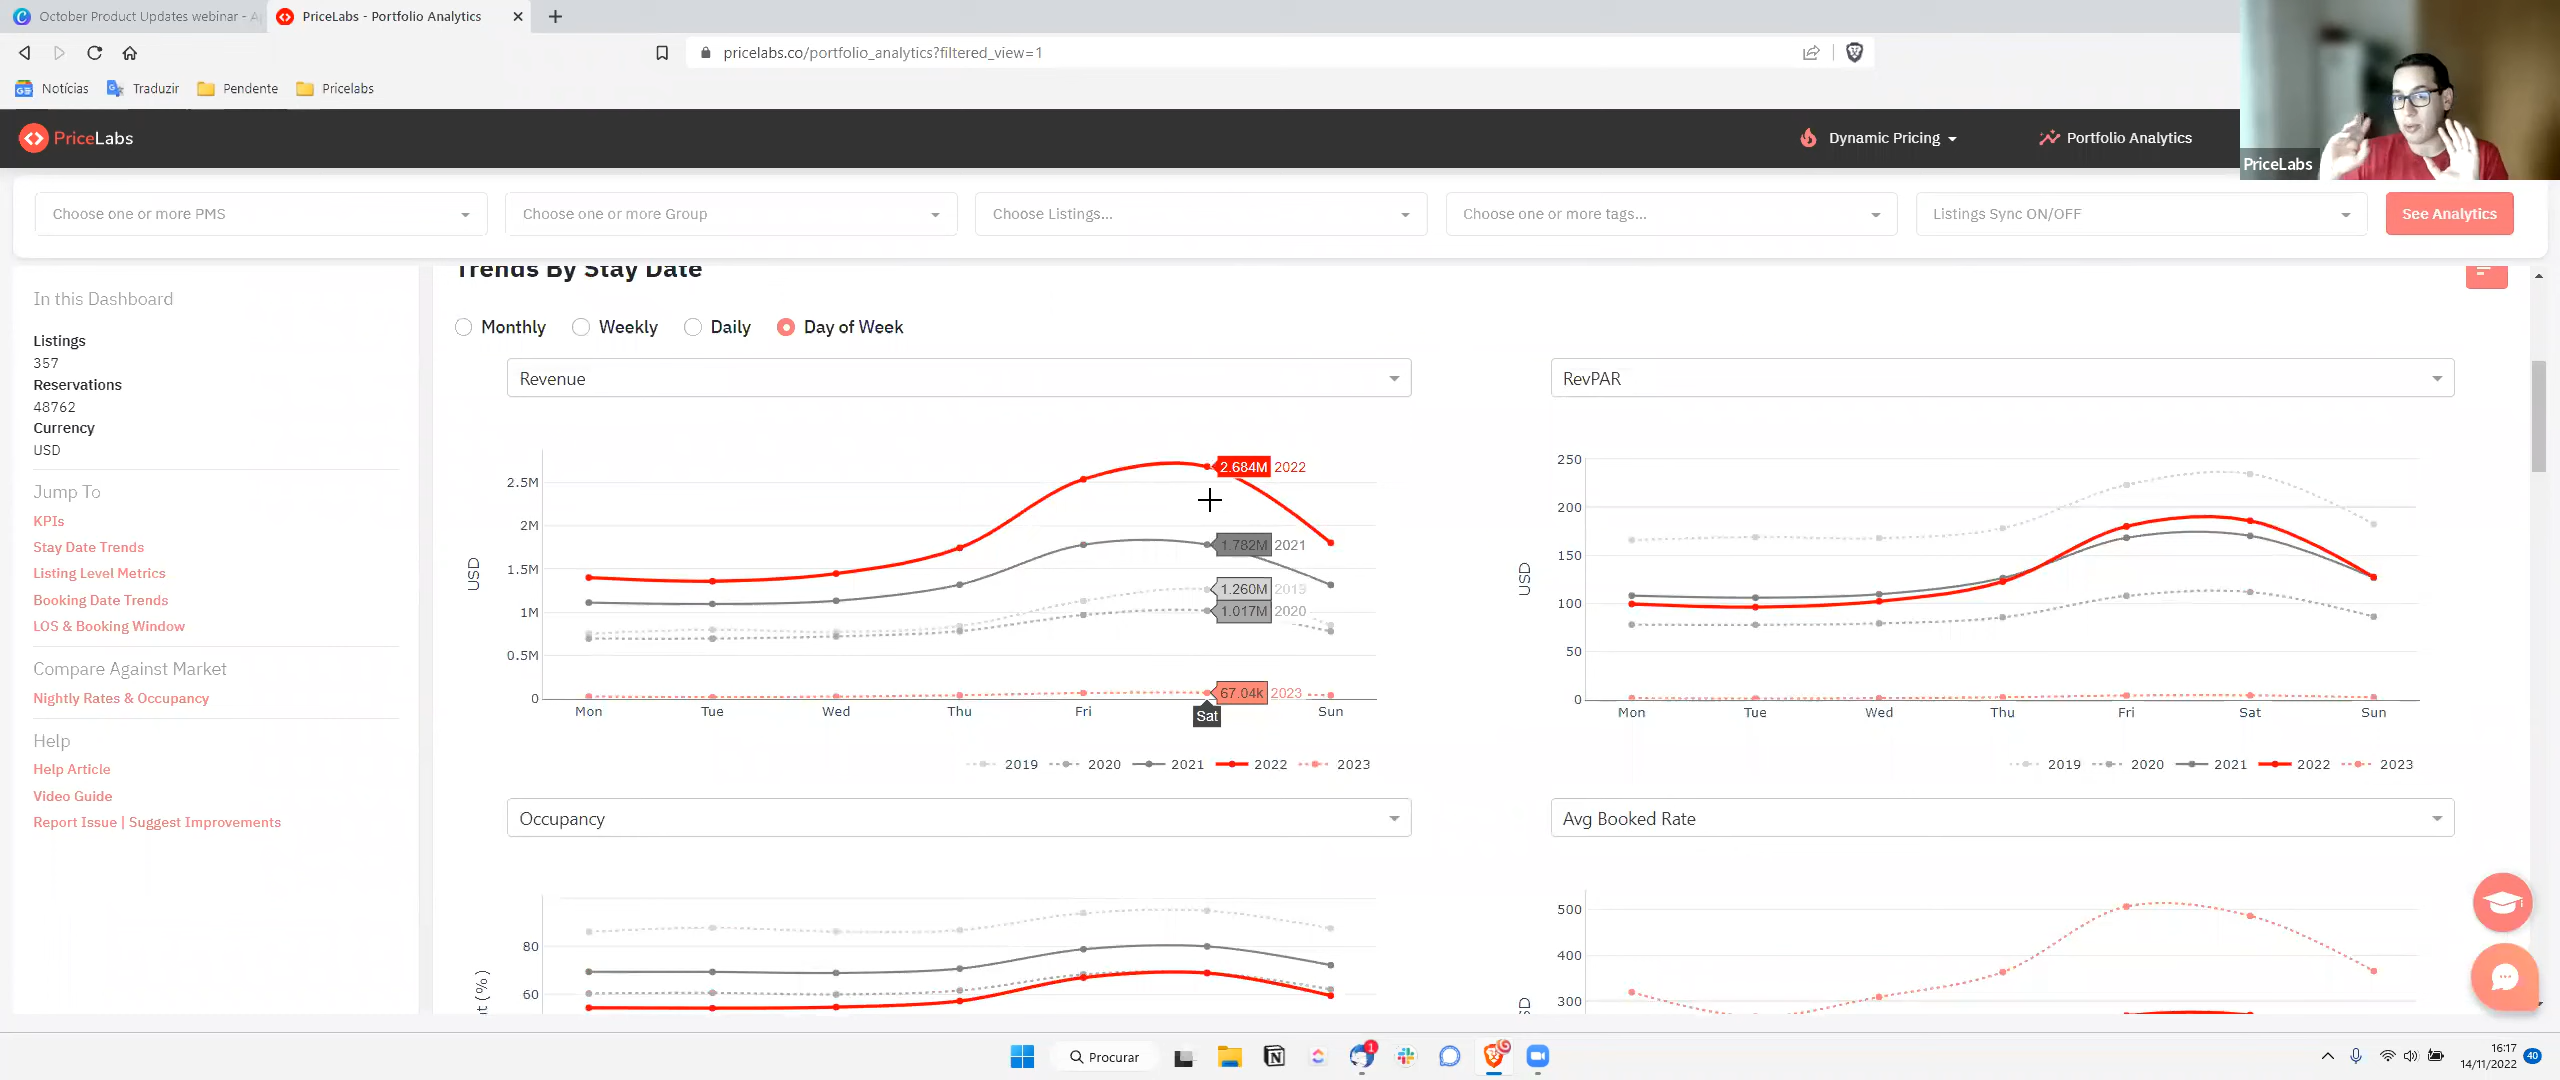 October Product Updates webinar -
PriceLabs - Portfolio Analytics
pricelabs.co/portfolio_analytics?filtered_view=1
Notícias
Traduzir
Pendente
Pricelabs
PriceLabs
Dynamic Pricing
Portfolio Analytics
PriceLabs
Choose one or more PMS
Choose one or more Group
Choose Listings...
Choose one or more tags...
Listings Sync ON/OFF
See Analytics
In this Dashboard
Listings
357
Reservations
48762
Currency
USD
Jump To
KPIs
Stay Date Trends
Listing Level Metrics
Booking Date Trends
LOS & Booking Window
Compare Against Market
Nightly Rates & Occupancy
Help
Help Article
Video Guide
Report Issue | Suggest Improvements
Trends By Stay Date
Monthly
Weekly
Daily
Day of Week
Revenue
2.5M
2M
1.5M
1M
0.5M
0
USD
2.684M 2022
1.782M 2021
1.260M 2019
1.017M 2020
67.04k 2023
Mon Tue Wed Thu Fri Sat Sun
2019 2020 2021 2022 2023
RevPAR
250
200
150
100
50
0
USD
Mon Tue Wed Thu Fri Sat Sun
2019 2020 2021 2022 2023
Occupancy
80
60
(%)
Avg Booked Rate
500
400
300
Procurar
1
16:17
14/11/2022
40